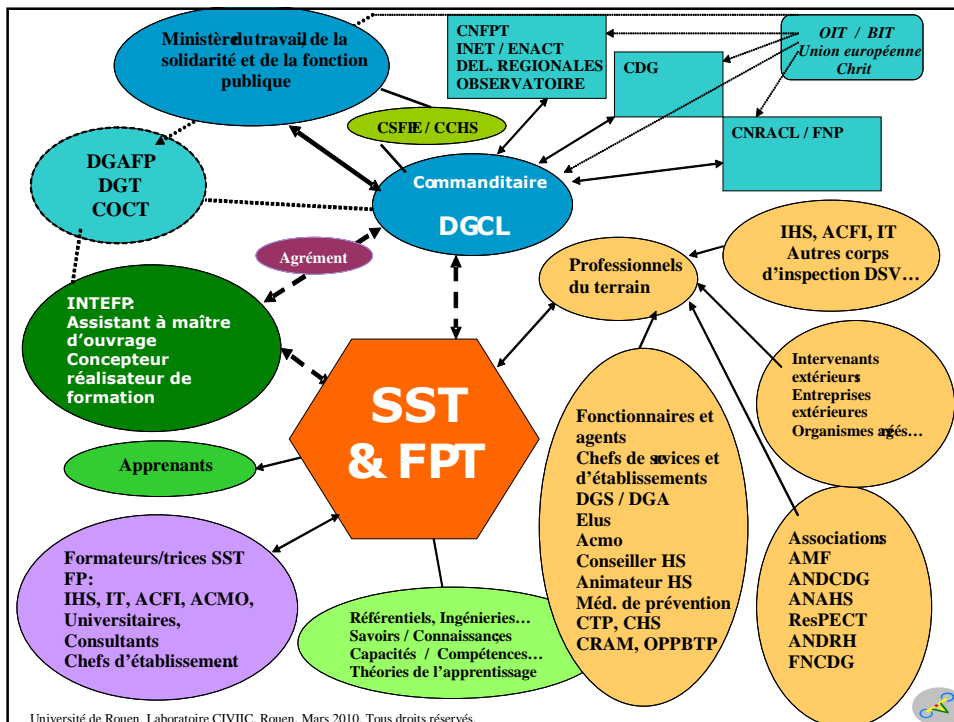 Ministère du travail, de la
solidarité et de la fonction
publique
CNFPT
INET / ENACT
DEL. REGIONALES
OBSERVATOIRE
CDG
OIT / BIT
Union européenne
Chrit
CNRACL / FNP
CSFIE / CCHS
DGAFP
DGT
COCT
Commanditaire
DGCL
Agrément
INTEFP:
Assistant à maître
d'ouvrage
Concepteur
réalisateur de
formation
Professionnels
du terrain
IHS, ACFI, IT
Autres corps
d'inspection DSV…
Intervenants
extérieurs
Entreprises
extérieures
Organismes
SST
& FPT
Apprenants
Fonctionnaires et
agents
Chefs de services et
d'établissements
DGS / DGA
Elus
Acmo
Conseiller HS
Animateur HS
Méd. de prévention
CTP, CHS
CRAM, OPPBTP
Associations
AMF
ANDCDG
ANAHS
ResPECT
ANDRH
FNCDG
Formateurs/trices SST
FP:
IHS, IT, ACFI, ACMO,
Universitaires,
Consultants
Chefs d'établissement
Référentiels, Ingénieries…
Savoirs / Connaissances
Capacités / Compétences…
Théories de l'apprentissage
Université de Rouen. Laboratoire CIVIIC. Rouen. Mars 2010. Tous droits réservés.